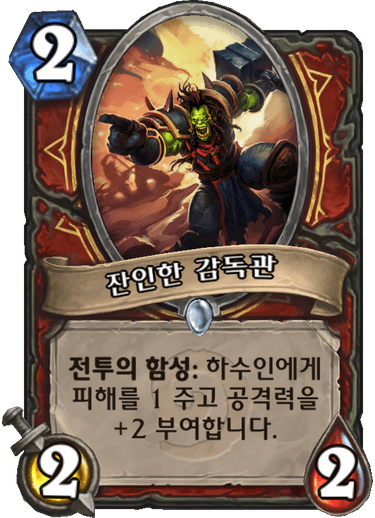 2
잔인한 감독관
전투의 함성: 하수인에게
피해를 1 주고 공격력을
+2 부여합니다.
2
2